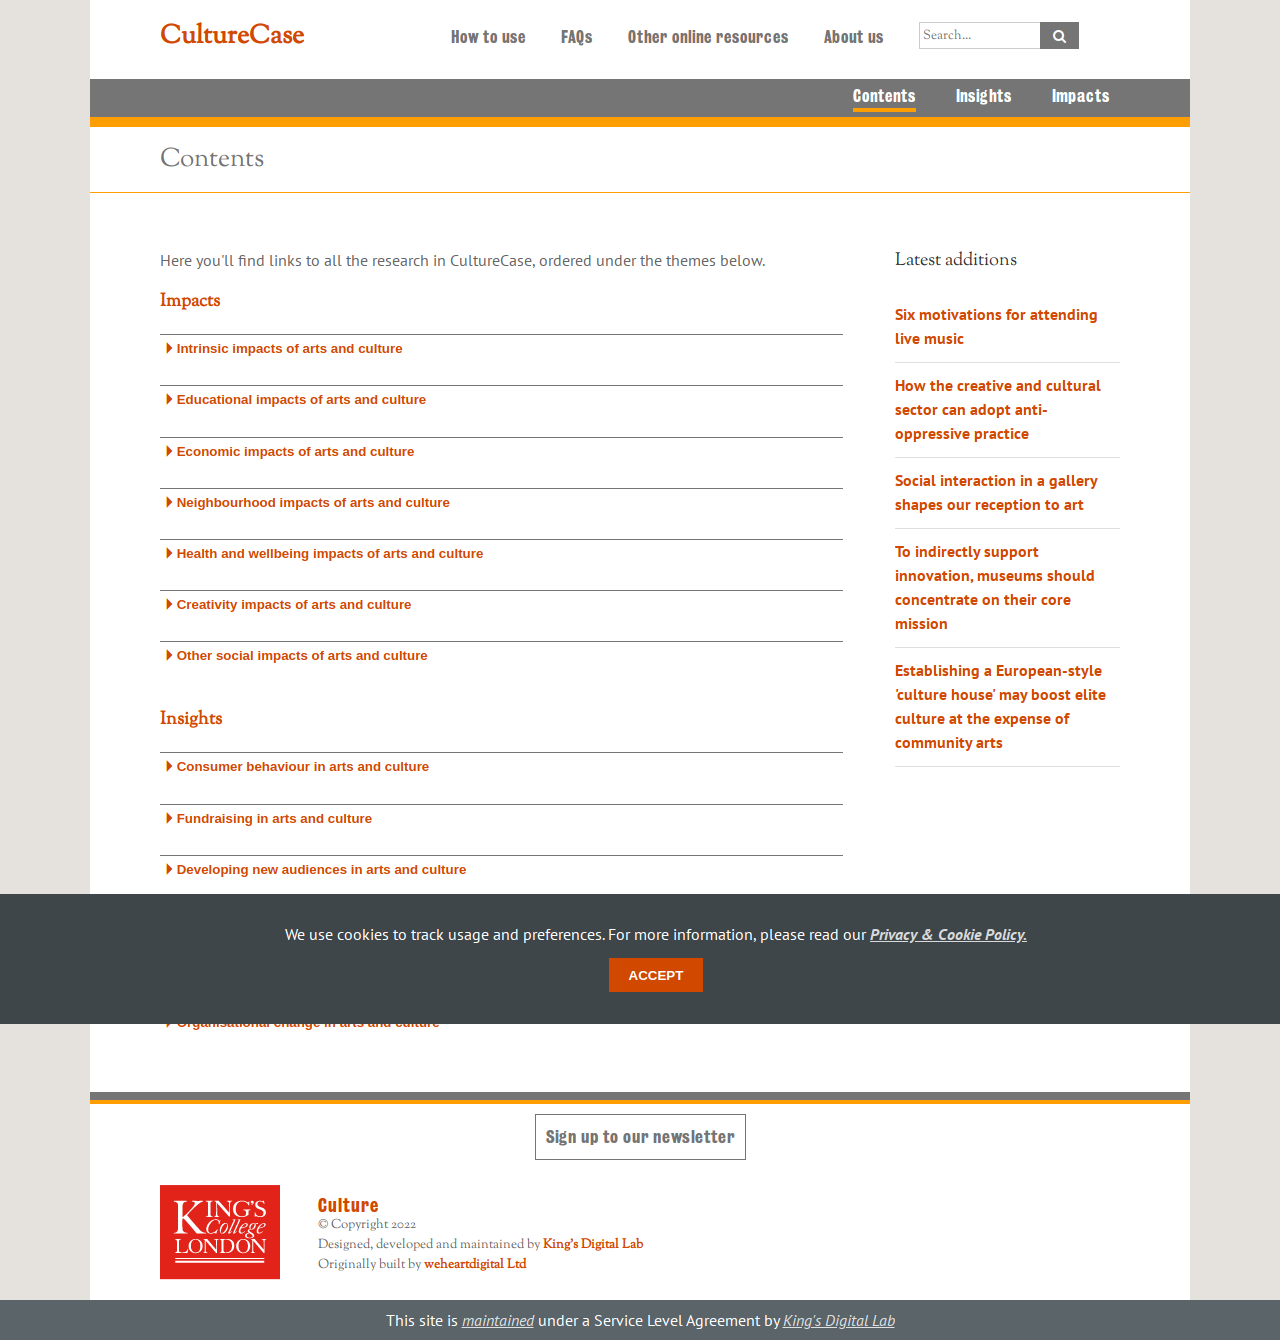 CultureCase
How to use
FAQs
Other online resources
About us
Search...
Contents
Insights
Impacts
Contents
Here you'll find links to all the research in CultureCase, ordered under the themes below.
Impacts
Intrinsic impacts of arts and culture
Educational impacts of arts and culture
Economic impacts of arts and culture
Neighbourhood impacts of arts and culture
Health and wellbeing impacts of arts and culture
Creativity impacts of arts and culture
Other social impacts of arts and culture
Insights
Consumer behaviour in arts and culture
Fundraising in arts and culture
Developing new audiences in arts and culture
Latest additions
Six motivations for attending
live music
How the creative and cultural
sector can adopt anti-
oppressive practice
Social interaction in a gallery
shapes our reception to art
To indirectly support
innovation, museums should
concentrate on their core
mission
Establishing a European-style
'culture house' may boost elite
culture at the expense of
community arts
We use cookies to track usage and preferences. For more information, please read our Privacy & Cookie Policy.
ACCEPT
Organisational change in arts and culture
Sign up to our newsletter
KING'S
College
LONDON
Culture
© Copyright 2022
Designed, developed and maintained by King's Digital Lab
Originally built by weheartdigital Ltd
This site is maintained under a Service Level Agreement by King's Digital Lab